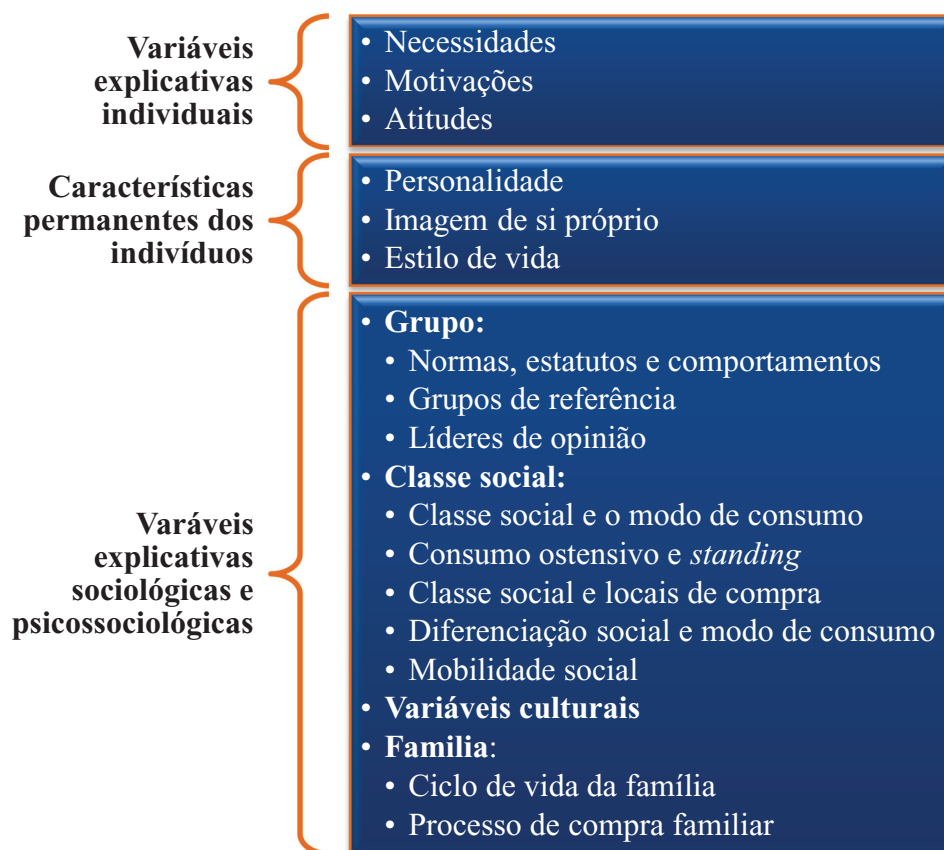 Variáveis
explicativas
individuais
• Necessidades
• Motivações
• Atitudes
Características
permanentes dos
indivíduos
• Personalidade
• Imagem de si próprio
• Estilo de vida
Varáveis
explicativas
sociológicas e
psicossociológicas
• Grupo:
• Normas, estatutos e comportamentos
• Grupos de referência
• Líderes de opinião
• Classe social:
• Classe social e o modo de consumo
• Consumo ostensivo e standing
• Classe social e locais de compra
• Diferenciação social e modo de consumo
• Mobilidade social
• Variáveis culturais
• Familia:
• Ciclo de vida da família
• Processo de compra familiar